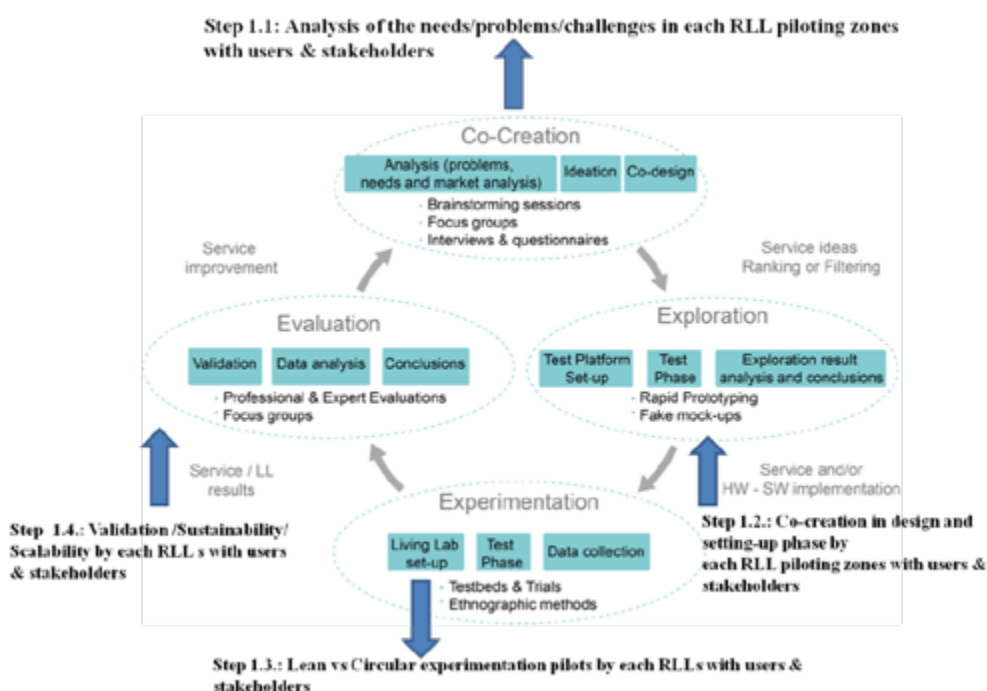 Step 1.1: Analysis of the needs/problems/challenges in each RLL piloting zones
with users & stakeholders
Co-Creation
Analysis (problems,
needs and market analysis)
Ideation
Co-design
· Brainstorming sessions
· Focus groups
· Interviews & questionnaires
Service
improvement
Service ideas
Ranking or Filtering
Evaluation
Validation
Data analysis
Conclusions
· Professional & Expert Evaluations
· Focus groups
Exploration
Test Platform
Set-up
Test
Phase
Exploration result
analysis and conclusions
· Rapid Prototyping
· Fake mock-ups
Service / LL
results
Service and/or
HW - SW implementation
Step 1.4.: Validation /Sustainability/
Scalability by each RLL s with users
& stakeholders
Experimentation
Living Lab
set-up
Test
Phase
Data collection
· Testbeds & Trials
· Ethnographic methods
Step 1.2.: Co-creation in design and
setting-up phase by
each RLL piloting zones with users &
stakeholders
Step 1.3.: Lean vs Circular experimentation pilots by each RLLs with users &
stakeholders